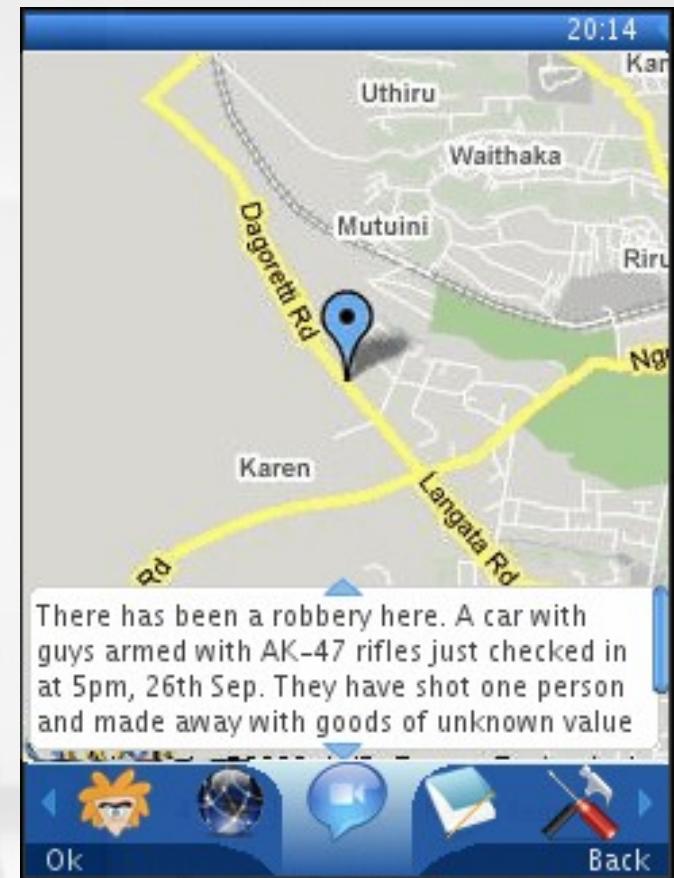 20:14
Kar
Uthiru
Waithaka
Mutuini
Riru
Dagoretti Rd
Ng
Karen
Langata Rd
Rd
There has been a robbery here. A car with
guys armed with AK-47 rifles just checked in
at 5pm, 26th Sep. They have shot one person
and made away with goods of unknown value
Ok
Back